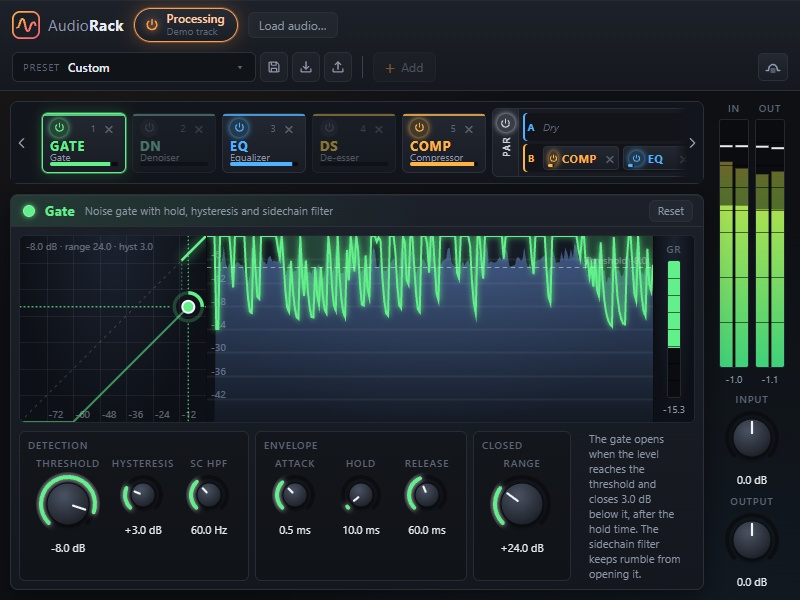 AudioRack
Processing
Demo track
Load audio...
PRESET Custom
+ Add
1
GATE
Gate
2
DN
Denoiser
3
EQ
Equalizer
4
DS
De-esser
5
COMP
Compressor
PAR
A Dry
B COMP EQ
IN OUT
Gate Noise gate with hold, hysteresis and sidechain filter Reset
-8.0 dB · range 24.0 · hyst 3.0
GR
-30
-36
-42
-72 -60 -48 -36 -24 -12
-15.3
-1.0 -1.1
INPUT
0.0 dB
OUTPUT
0.0 dB
DETECTION
THRESHOLD HYSTERESIS SC HPF
-8.0 dB +3.0 dB 60.0 Hz
ENVELOPE
ATTACK HOLD RELEASE
0.5 ms 10.0 ms 60.0 ms
CLOSED
RANGE
+24.0 dB
The gate opens
when the level
reaches the
threshold and
closes 3.0 dB
below it, after the
hold time. The
sidechain filter
keeps rumble from
opening it.